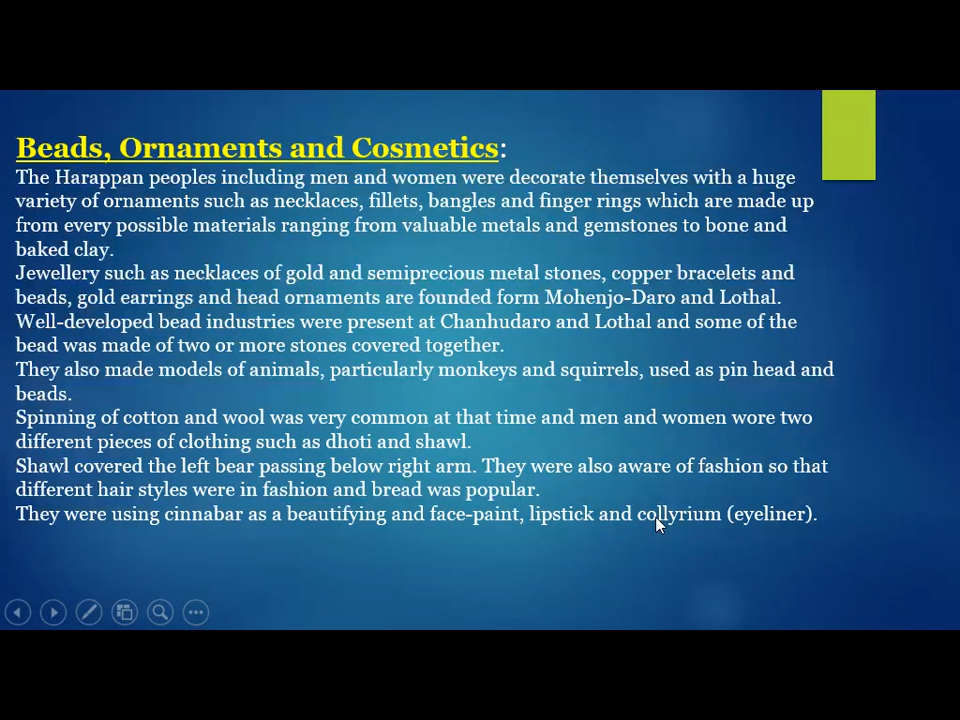 Beads, Ornaments and Cosmetics:
The Harappan peoples including men and women were decorate themselves with a huge
variety of ornaments such as necklaces, fillets, bangles and finger rings which are made up
from every possible materials ranging from valuable metals and gemstones to bone and
baked clay.
Jewellery such as necklaces of gold and semiprecious metal stones, copper bracelets and
beads, gold earrings and head ornaments are founded form Mohenjo-Daro and Lothal.
Well-developed bead industries were present at Chanhudaro and Lothal and some of the
bead was made of two or more stones covered together.
They also made models of animals, particularly monkeys and squirrels, used as pin head and
beads.
Spinning of cotton and wool was very common at that time and men and women wore two
different pieces of clothing such as dhoti and shawl.
Shawl covered the left bear passing below right arm. They were also aware of fashion so that
different hair styles were in fashion and bread was popular.
They were using cinnabar as a beautifying and face-paint, lipstick and collyrium (eyeliner).